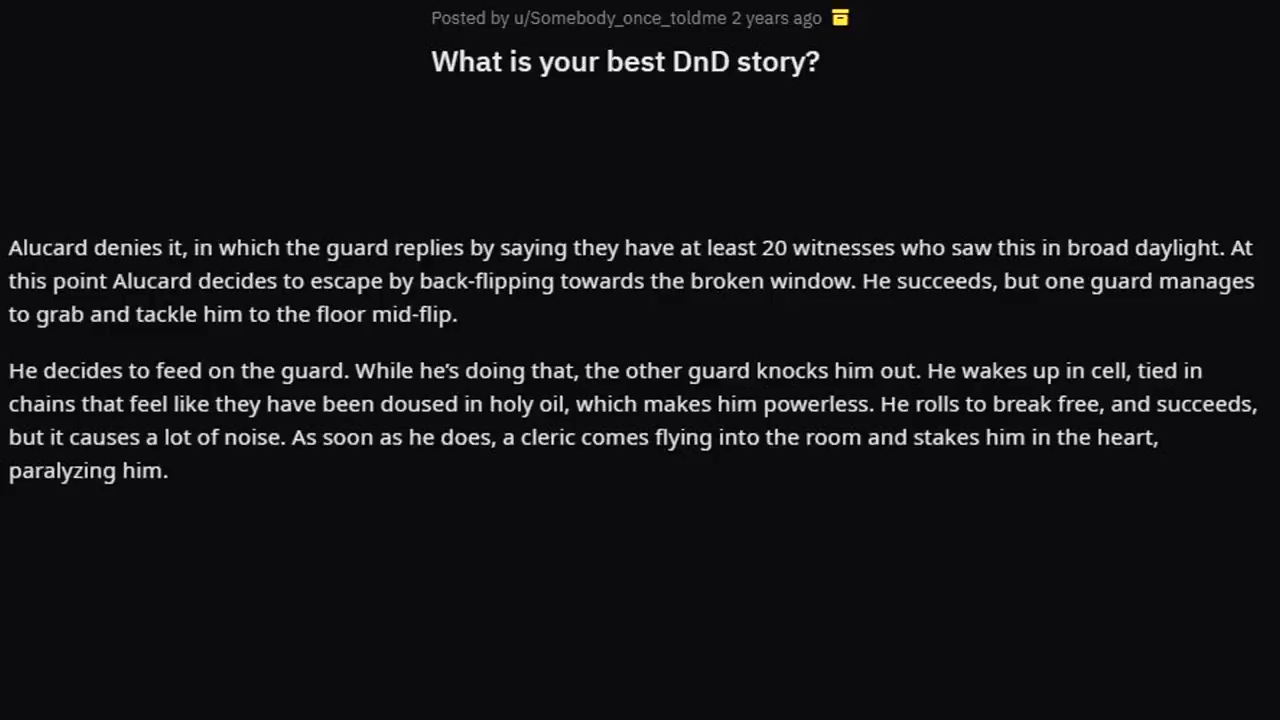 Posted by u/Somebody_once_toldme 2 years ago
What is your best DnD story?
Alucard denies it, in which the guard replies by saying they have at least 20 witnesses who saw this in broad daylight. At
this point Alucard decides to escape by back-flipping towards the broken window. He succeeds, but one guard manages
to grab and tackle him to the floor mid-flip.
He decides to feed on the guard. While he's doing that, the other guard knocks him out. He wakes up in cell, tied in
chains that feel like they have been doused in holy oil, which makes him powerless. He rolls to break free, and succeeds,
but it causes a lot of noise. As soon as he does, a cleric comes flying into the room and stakes him in the heart,
paralyzing him.